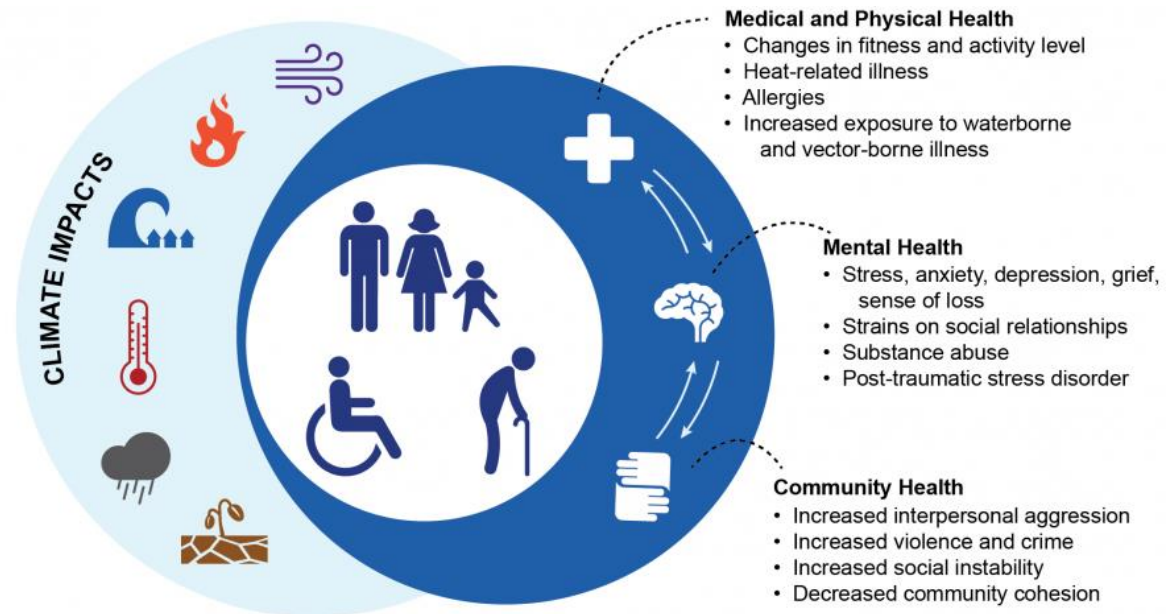 CLIMATE IMPACTS
Medical and Physical Health
• Changes in fitness and activity level
• Heat-related illness
• Allergies
• Increased exposure to waterborne
and vector-borne illness
Mental Health
• Stress, anxiety, depression, grief,
sense of loss
• Strains on social relationships
• Substance abuse
• Post-traumatic stress disorder
Community Health
• Increased interpersonal aggression
• Increased violence and crime
• Increased social instability
• Decreased community cohesion